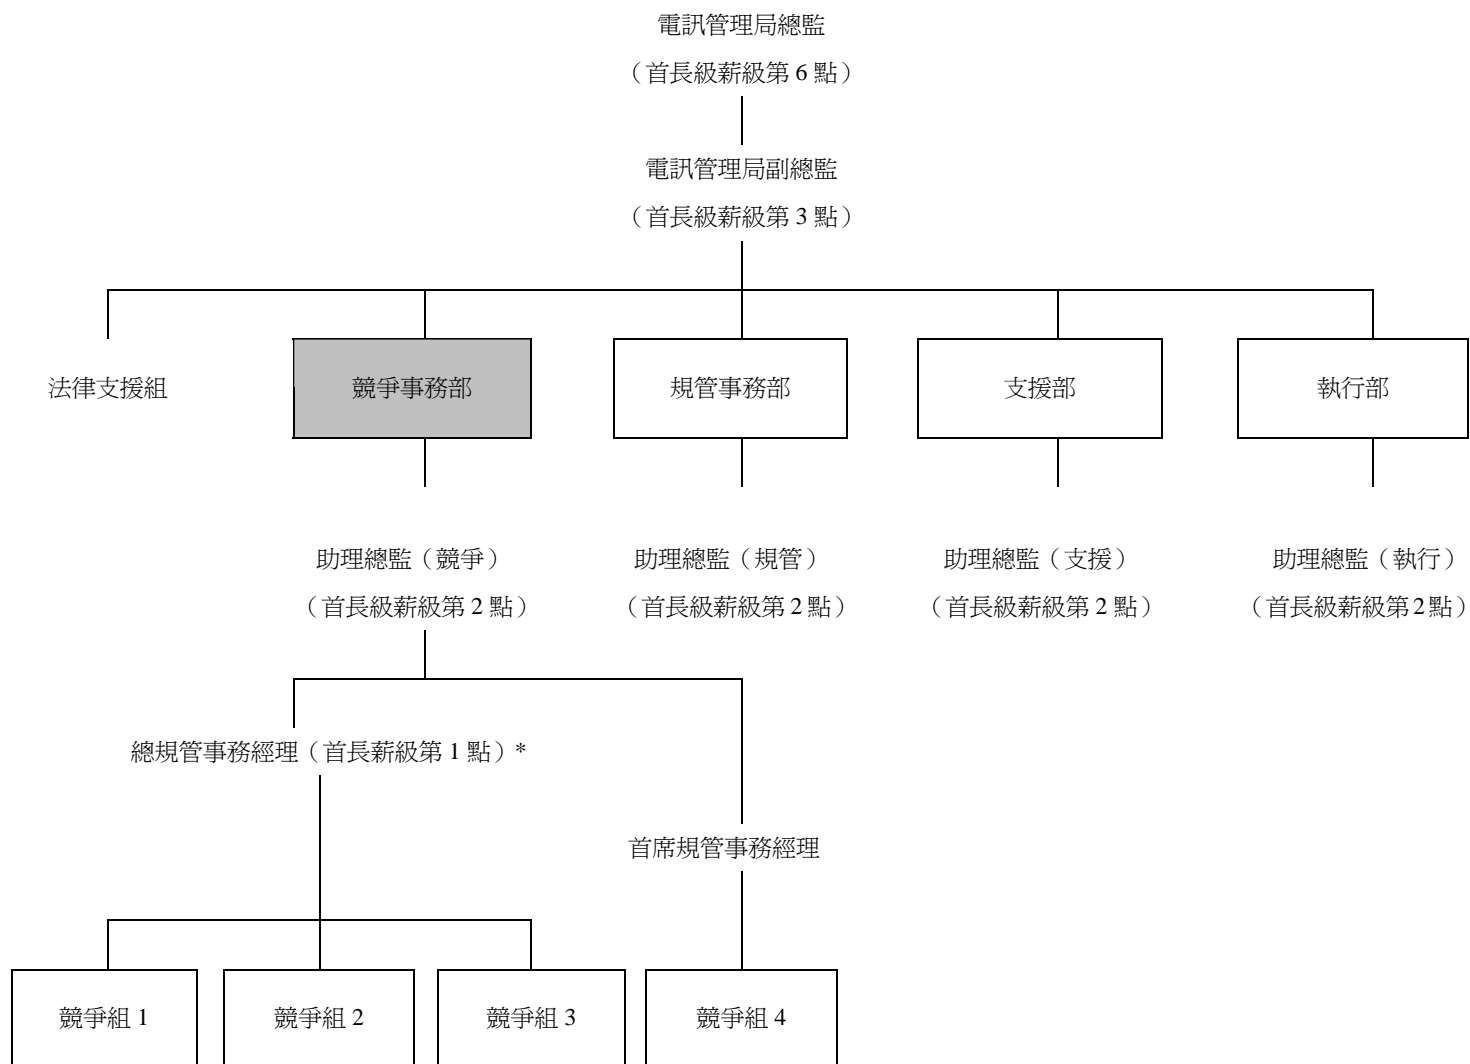 電訊管理局總監
（首長級薪級第 6 點）
電訊管理局副總監
（首長級薪級第 3 點）
法律支援組
競爭事務部
規管事務部
支援部
執行部
助理總監（競爭）
（首長級薪級第 2 點）
助理總監（規管）
（首長級薪級第 2 點）
助理總監（支援）
（首長級薪級第 2 點）
助理總監（執行）
（首長級薪級第 2 點）
總規管事務經理（首長薪級第 1 點）*
首席規管事務經理
競爭組 1
競爭組 2
競爭組 3
競爭組 4